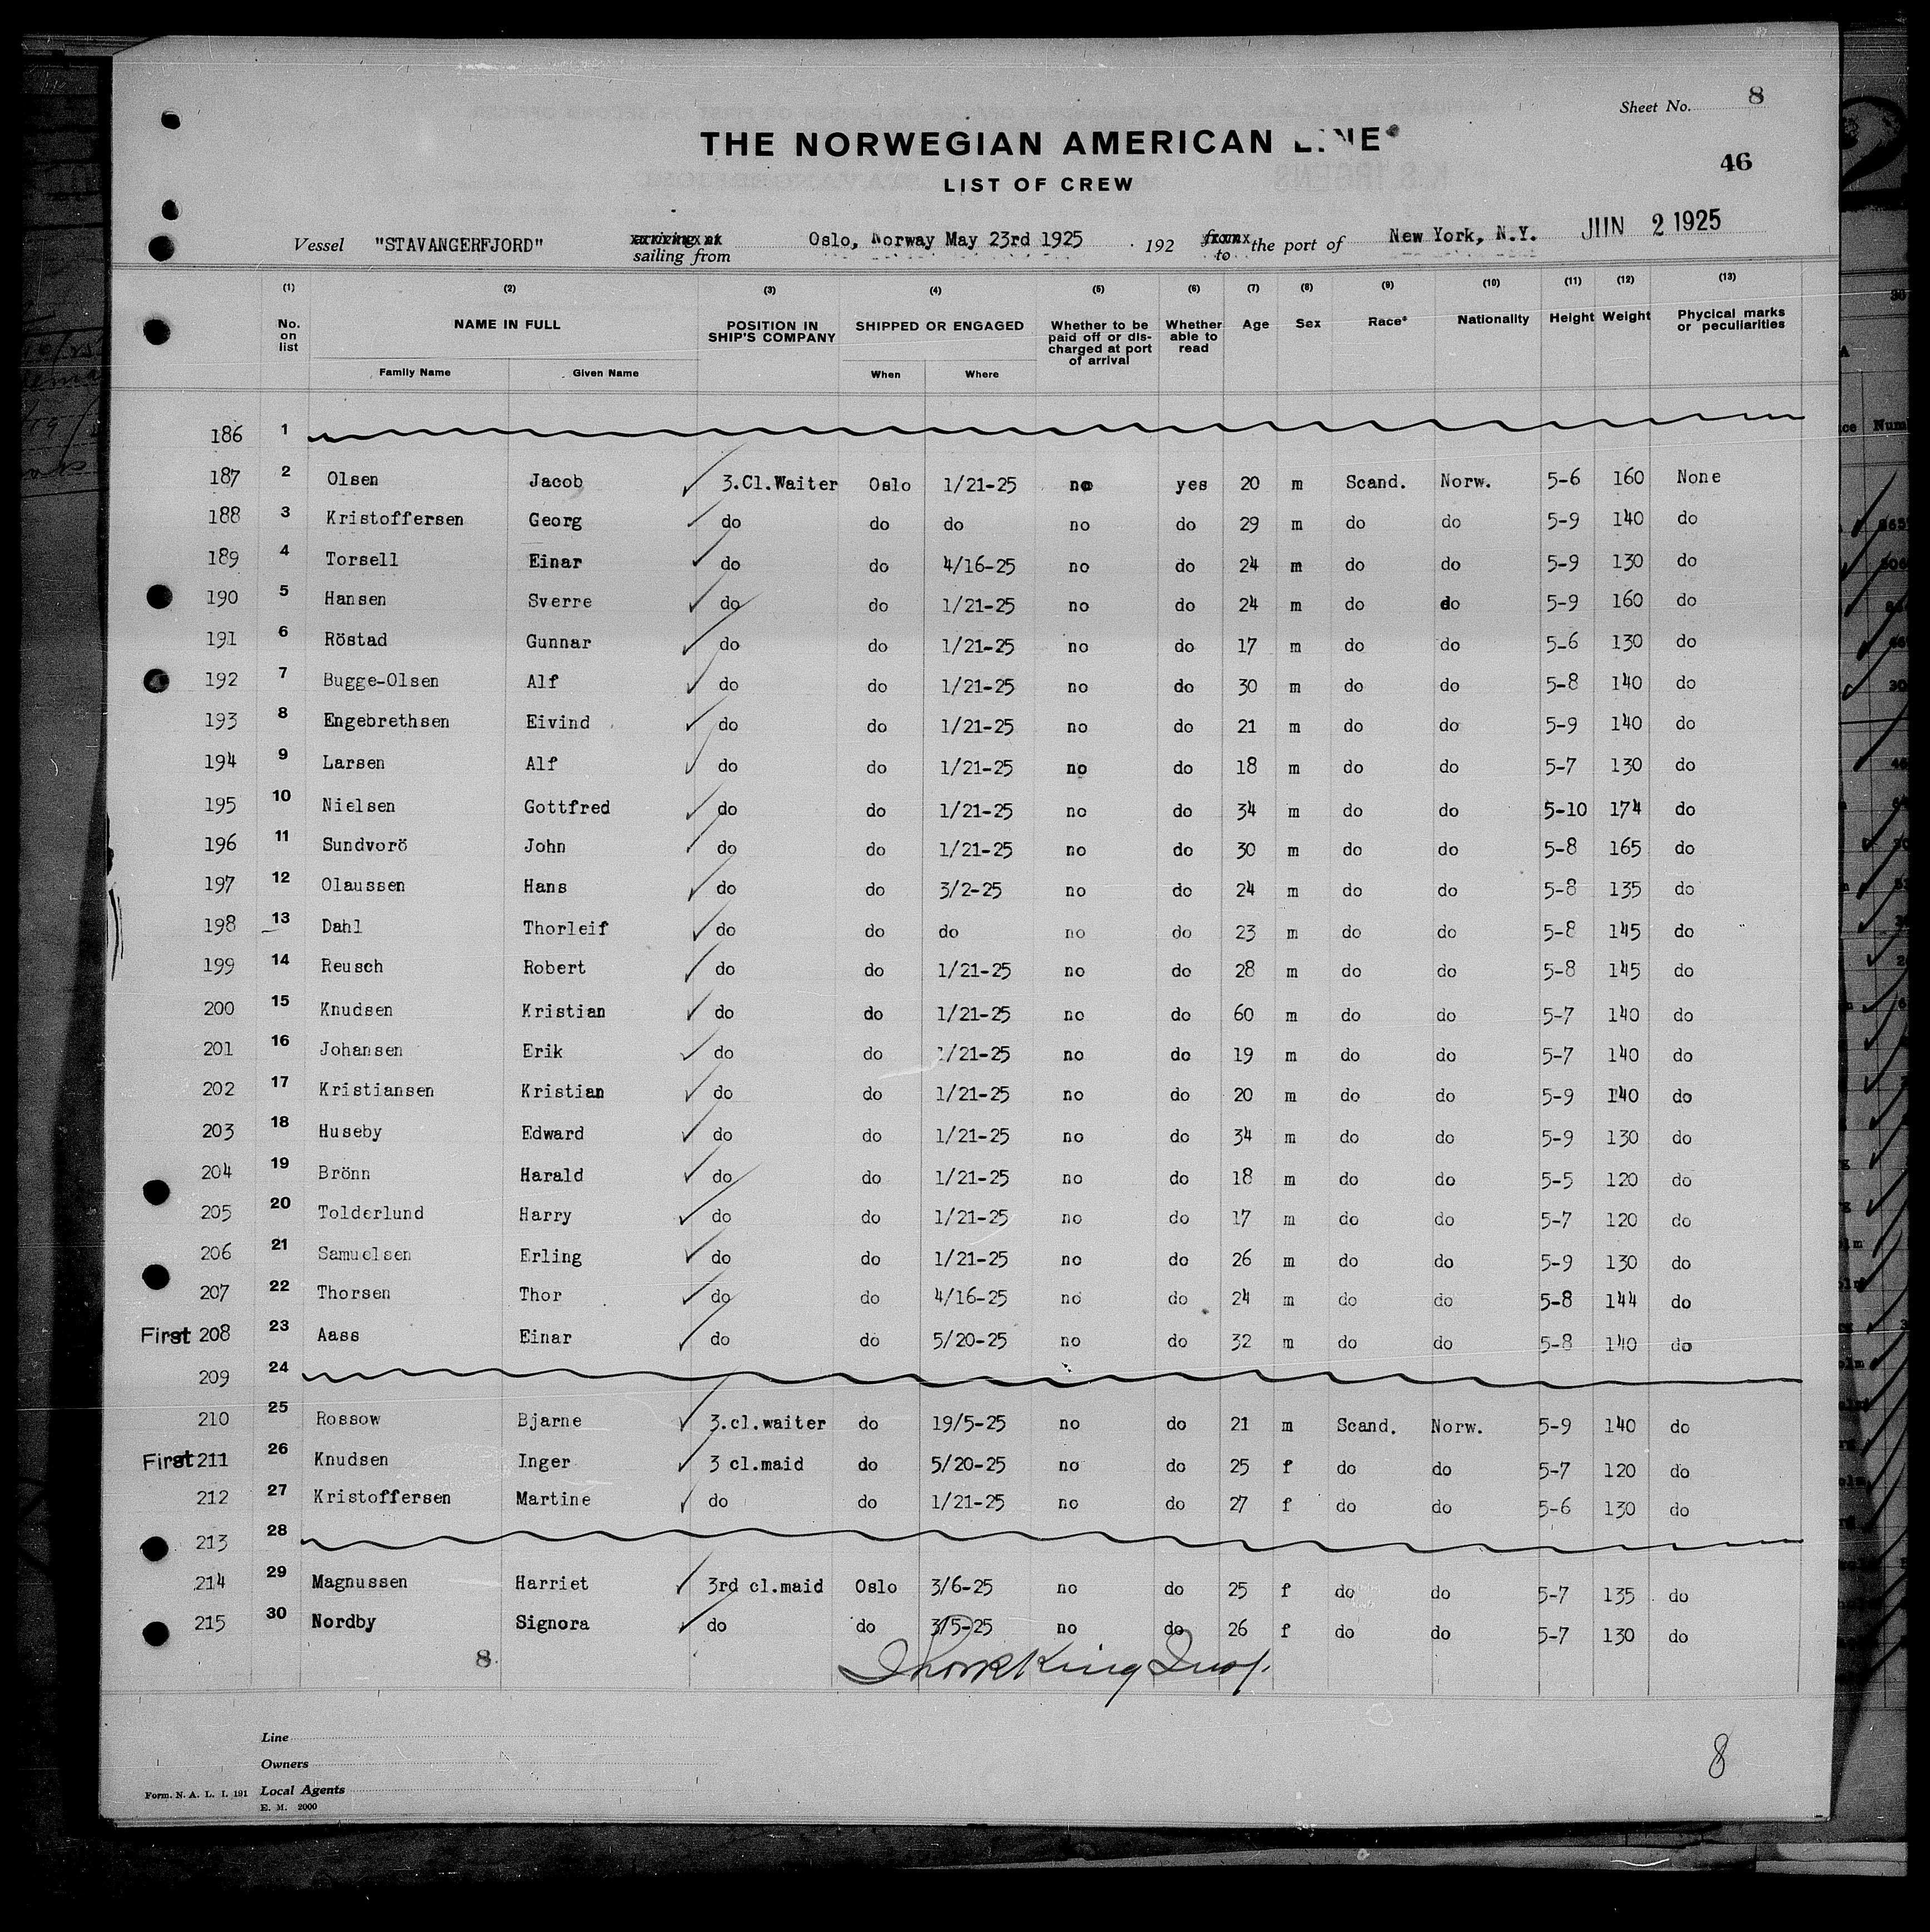 Sheet No. 8
THE NORWEGIAN AMERICAN LINE
46
LIST OF CREW
Vessel "STAVANGERFJORD" arriving at sailing from Oslo, Norway May 23rd 1925 192 from to the port of New York, N.Y. JUN 2 1925
(1) (2) (3) (4) (5) (6) (7) (8) (9) (10) (11) (12) (13)
No. on list NAME IN FULL POSITION IN SHIP'S COMPANY SHIPPED OR ENGAGED Whether to be paid off or discharged at port of arrival Whether able to read Age Sex Race* Nationality Height Weight Phycical marks or peculiarities
Family Name Given Name When Where
186 1
187 2 Olsen Jacob 3.Cl.Waiter Oslo 1/21-25 no yes 20 m Scand. Norw. 5-6 160 None
188 3 Kristoffersen Georg do do do no do 29 m do do 5-9 140 do
189 4 Torsell Einar do do 4/16-25 no do 24 m do do 5-9 130 do
190 5 Hansen Sverre do do 1/21-25 no do 24 m do do 5-9 160 do
191 6 Röstad Gunnar do do 1/21-25 no do 17 m do do 5-6 130 do
192 7 Bugge-Olsen Alf do do 1/21-25 no do 30 m do do 5-8 140 do
193 8 Engebrethsen Eivind do do 1/21-25 no do 21 m do do 5-9 140 do
194 9 Larsen Alf do do 1/21-25 no do 18 m do do 5-7 130 do
195 10 Nielsen Gottfred do do 1/21-25 no do 34 m do do 5-10 174 do
196 11 Sundvorö John do do 1/21-25 no do 30 m do do 5-8 165 do
197 12 Olaussen Hans do do 3/2-25 no do 24 m do do 5-8 135 do
198 13 Dahl Thorleif do do do no do 23 m do do 5-8 145 do
199 14 Reusch Robert do do 1/21-25 no do 28 m do do 5-8 145 do
200 15 Knudsen Kristian do do 1/21-25 no do 60 m do do 5-7 140 do
201 16 Johansen Erik do do 1/21-25 no do 19 m do do 5-7 140 do
202 17 Kristiansen Kristian do do 1/21-25 no do 20 m do do 5-9 140 do
203 18 Huseby Edward do do 1/21-25 no do 34 m do do 5-9 130 do
204 19 Brönn Harald do do 1/21-25 no do 18 m do do 5-5 120 do
205 20 Tolderlund Harry do do 1/21-25 no do 17 m do do 5-7 120 do
206 21 Samuelsen Erling do do 1/21-25 no do 26 m do do 5-9 130 do
207 22 Thorsen Thor do do 4/16-25 no do 24 m do do 5-8 144 do
First 208 23 Aass Einar do do 5/20-25 no do 32 m do do 5-8 140 do
209 24
210 25 Rossow Bjarne 3.cl.waiter do 19/5-25 no do 21 m Scand. Norw. 5-9 140 do
First 211 26 Knudsen Inger 3 cl.maid do 5/20-25 no do 25 f do do 5-7 120 do
212 27 Kristoffersen Martine do do 1/21-25 no do 27 f do do 5-6 130 do
213 28
214 29 Magnussen Harriet 3rd cl.maid Oslo 3/6-25 no do 25 f do do 5-7 135 do
215 30 Nordby Signora do do 3/5-25 no do 26 f do do 5-7 130 do
8
King Insp.
Line
Owners
Form. N. A. L. I. 191 Local Agents
E. M. 2000
8